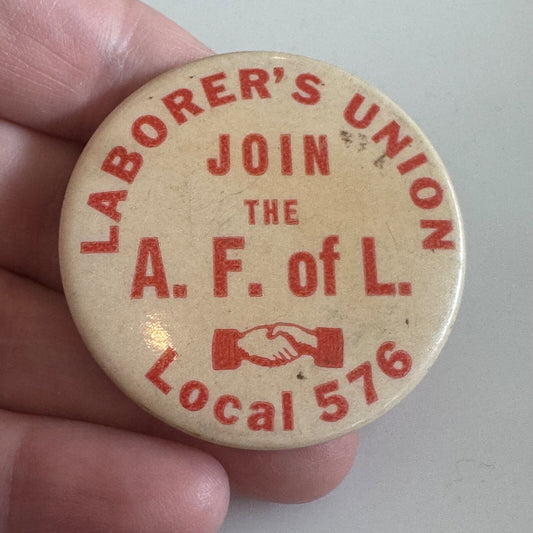 LABORER'S UNION
JOIN
THE
A. F. of L.
Local 576